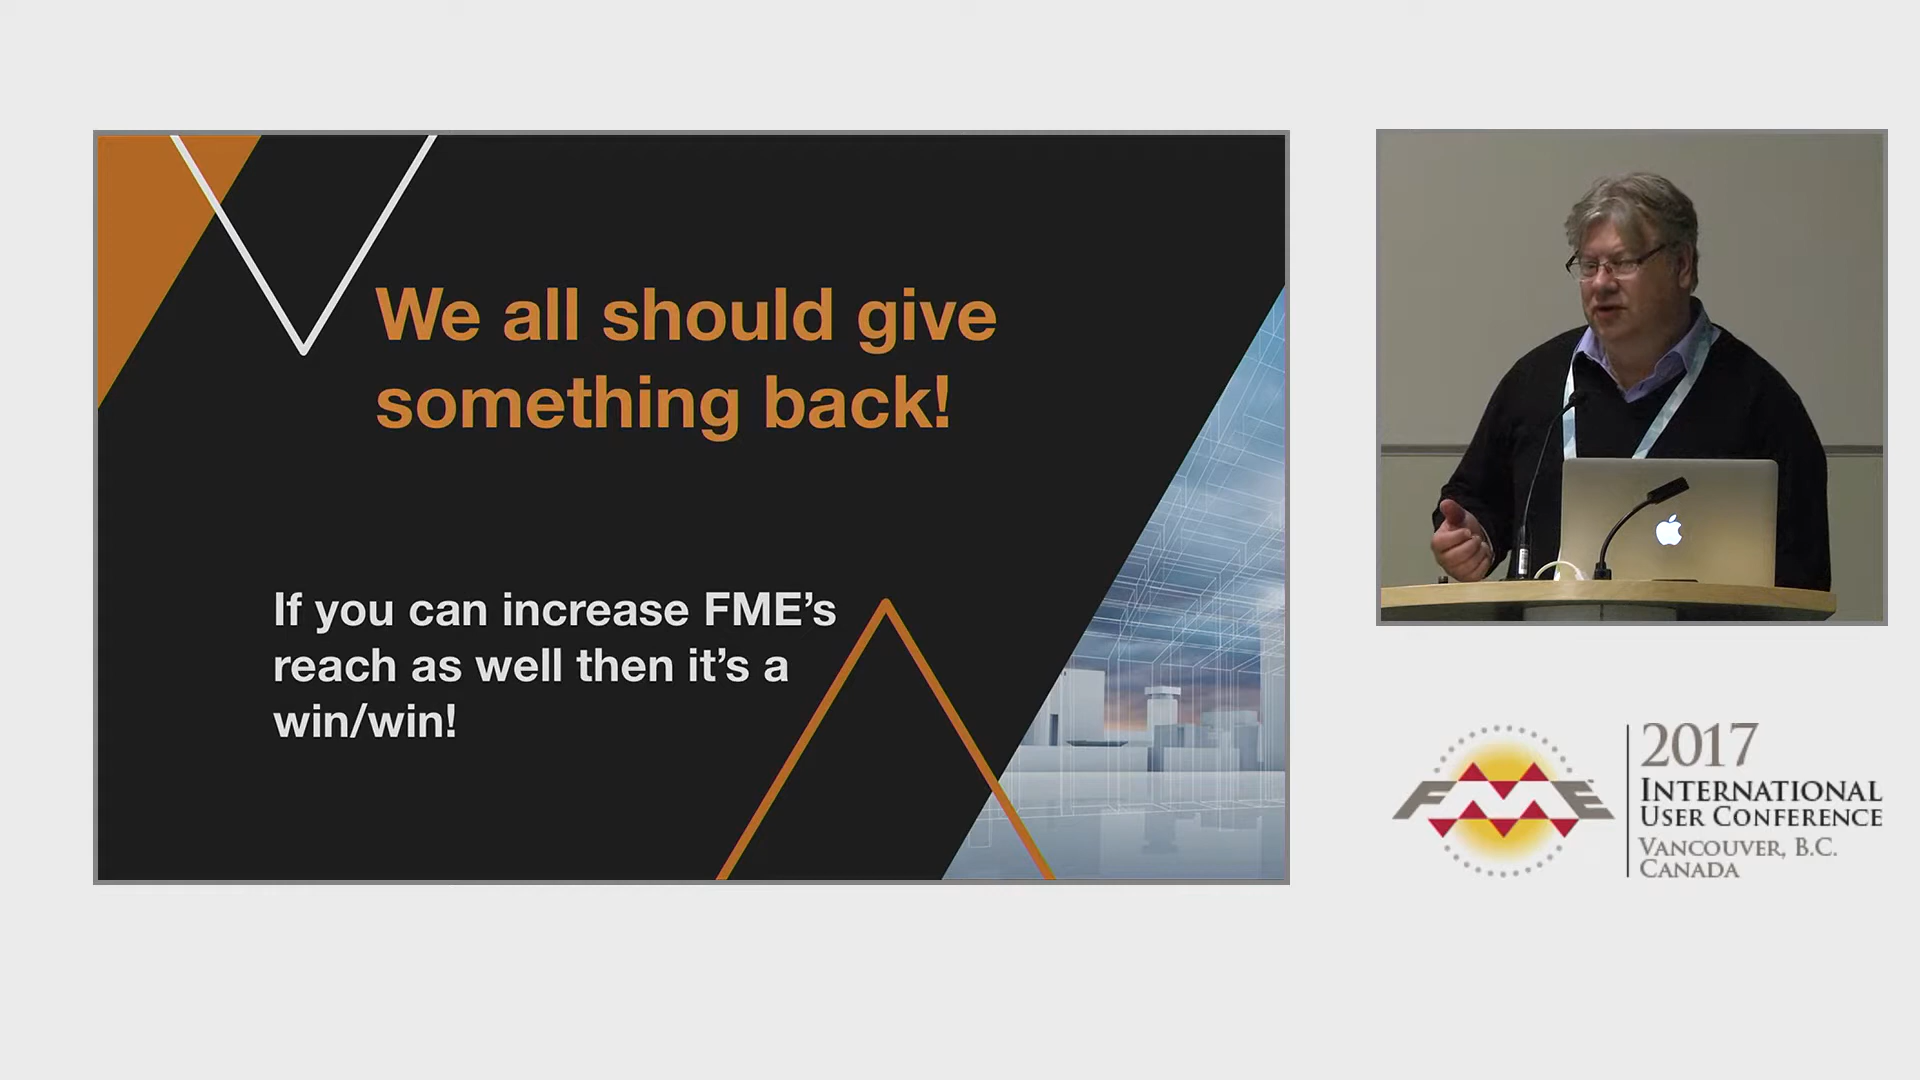 We all should give
something back!
If you can increase FME’s
reach as well then it’s a
win/win!
FME
2017
INTERNATIONAL
USER CONFERENCE
VANCOUVER, B.C.
CANADA